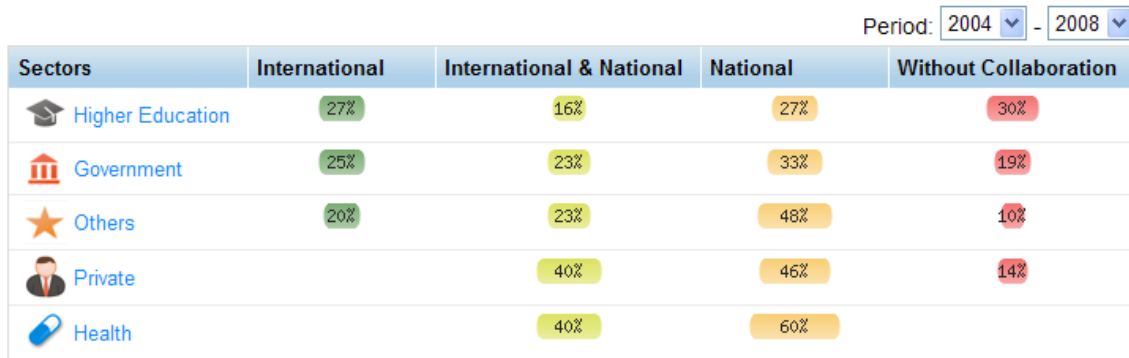 Period: 2004 - 2008
Sectors International International & National National Without Collaboration
Higher Education 27% 16% 27% 30%
Government 25% 23% 33% 19%
Others 20% 23% 48% 10%
Private 40% 46% 14%
Health 40% 60%